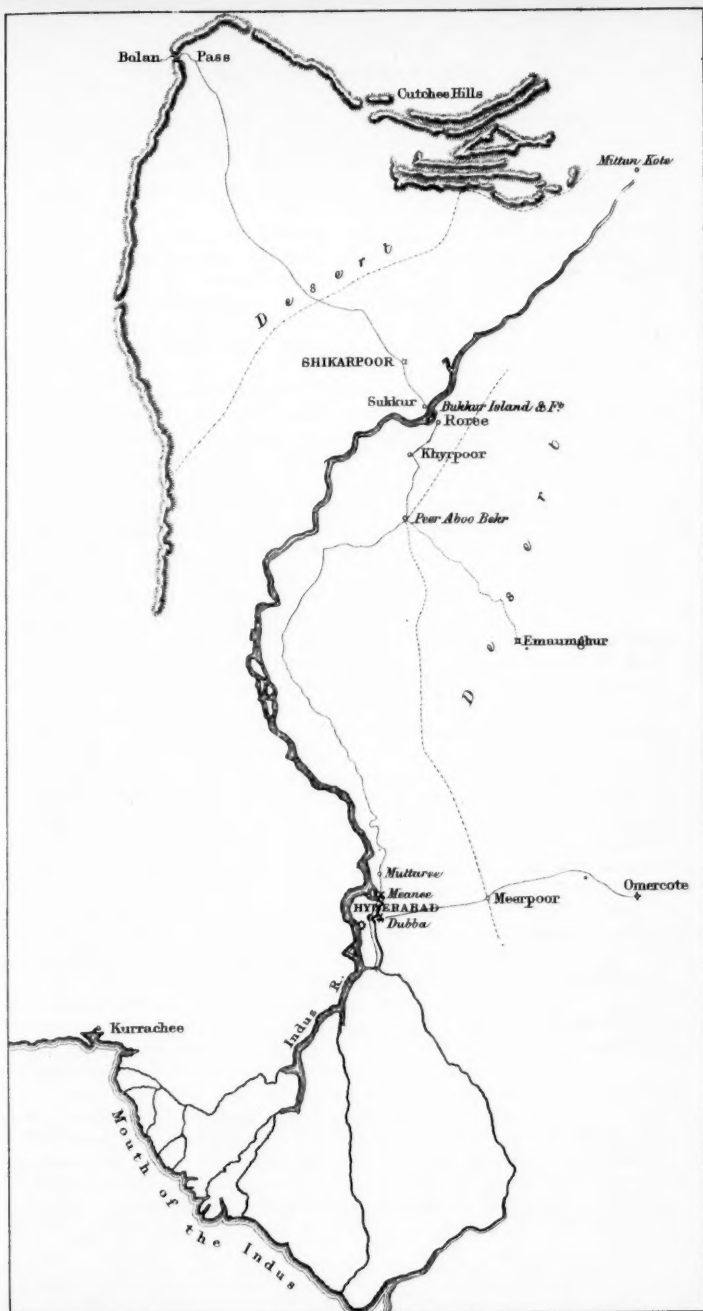 Bolan Pass
Cutchee Hills
Mittun Kote
Desert
SHIKARPOOR
Sukkur
Bukkur Island & Ft.
Roree
Khyrpoor
Peer Aboo Bekr
Desert
Emaumghur
Muttaree
Meanee
Omercote
HYDERABAD
Meerpoor
Dubba
Indus R.
Kurrachee
Mouth of the Indus